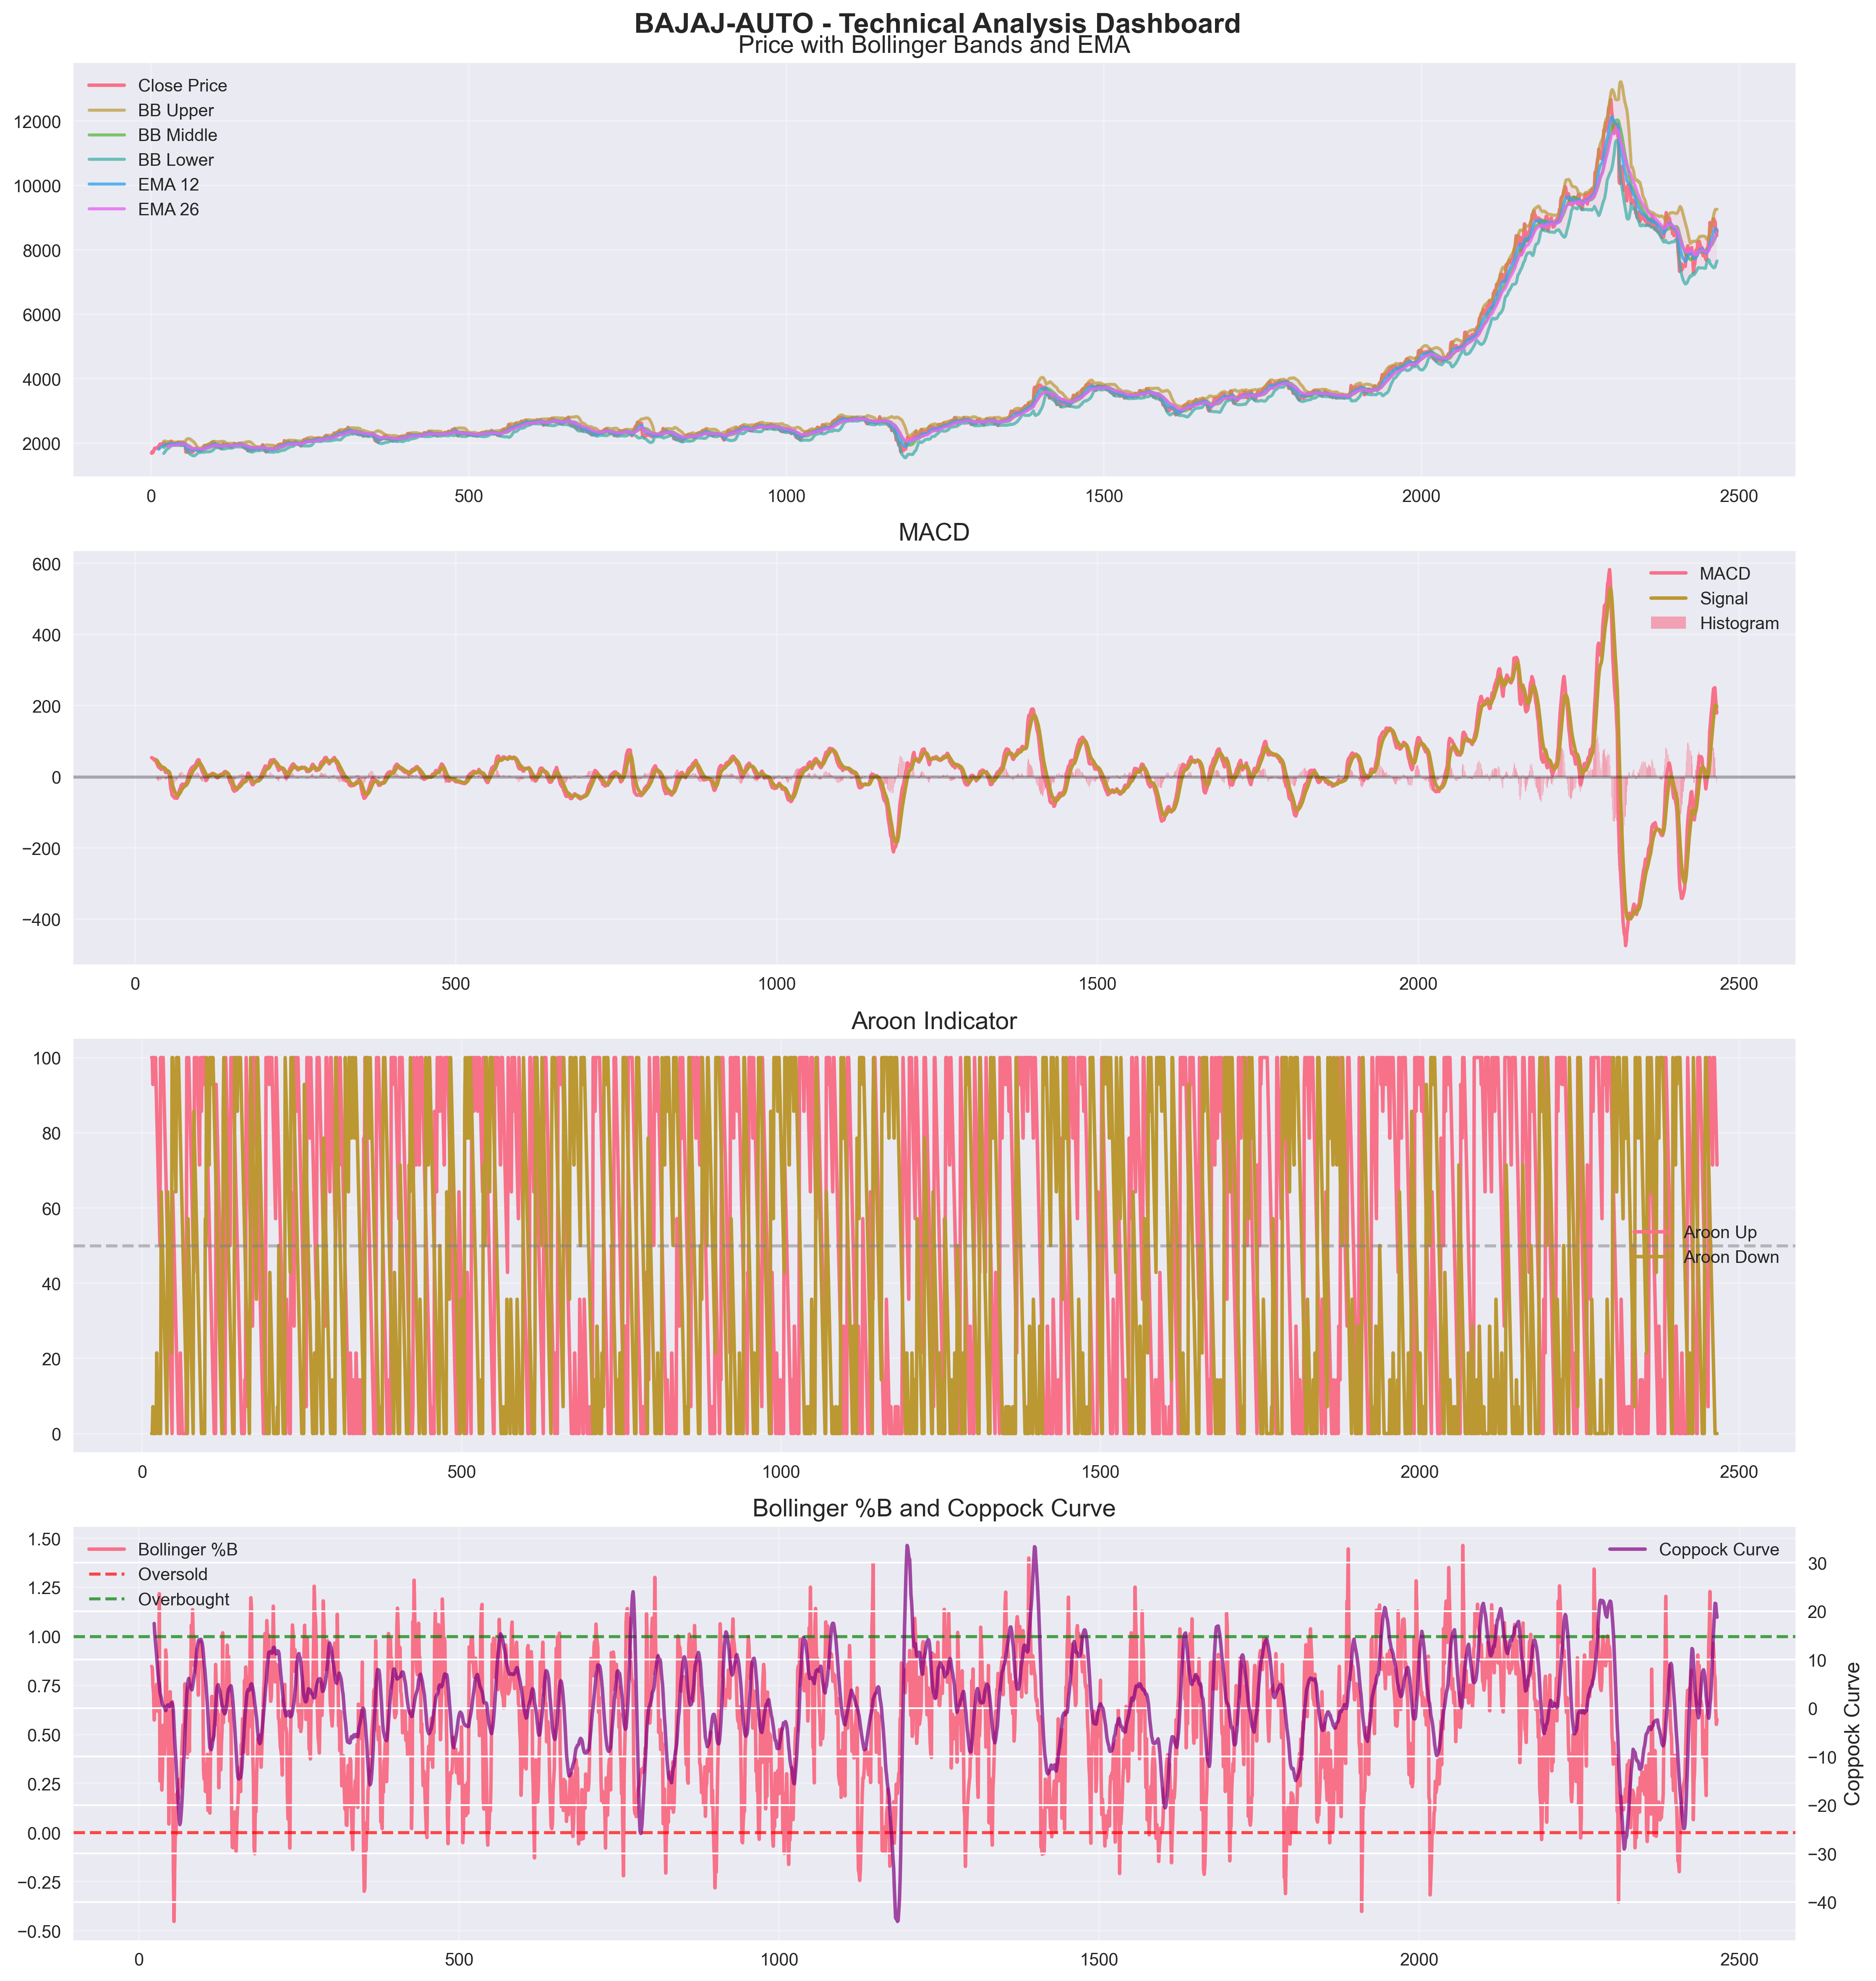 BAJAJ-AUTO - Technical Analysis Dashboard
Price with Bollinger Bands and EMA
Close Price
BB Upper
BB Middle
BB Lower
EMA 12
EMA 26
12000
10000
8000
6000
4000
2000
0 500 1000 1500 2000 2500
MACD
MACD
Signal
Histogram
600
400
200
0
−200
−400
0 500 1000 1500 2000 2500
Aroon Indicator
Aroon Up
Aroon Down
100
80
60
40
20
0
0 500 1000 1500 2000 2500
Bollinger %B and Coppock Curve
Bollinger %B
Oversold
Overbought
Coppock Curve
1.50
1.25
1.00
0.75
0.50
0.25
0.00
−0.25
−0.50
30
20
10
0
−10
−20
−30
−40
Coppock Curve
0 500 1000 1500 2000 2500